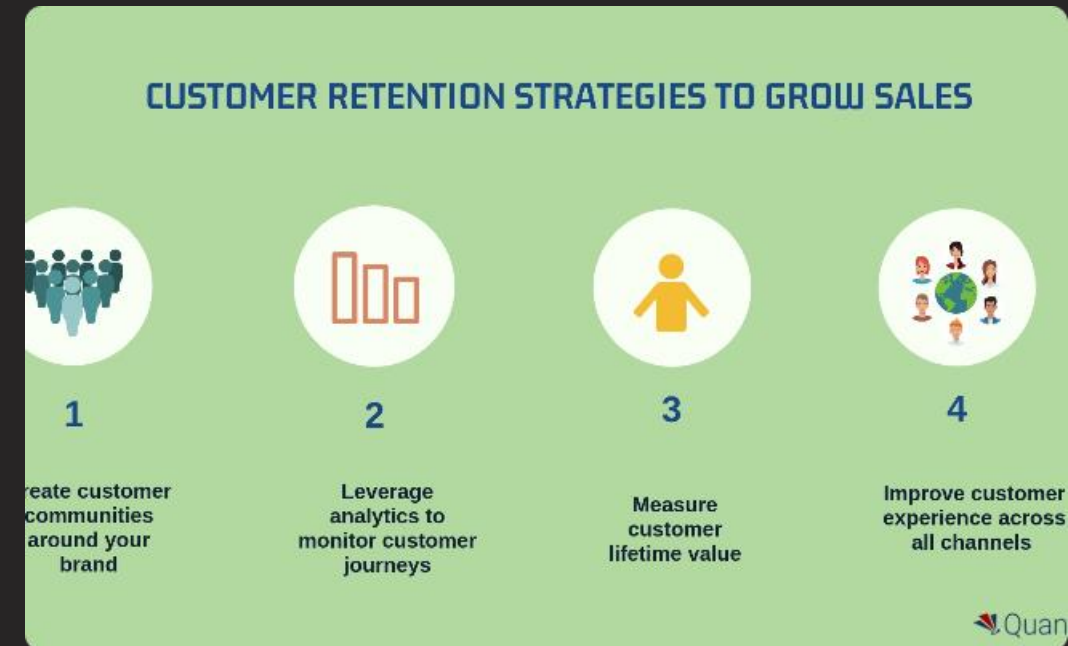 CUSTOMER RETENTION STRATEGIES TO GROW SALES
1
reate customer
communities
around your
brand
2
Leverage
analytics to
monitor customer
journeys
3
Measure
customer
lifetime value
4
Improve customer
experience across
all channels
Quan